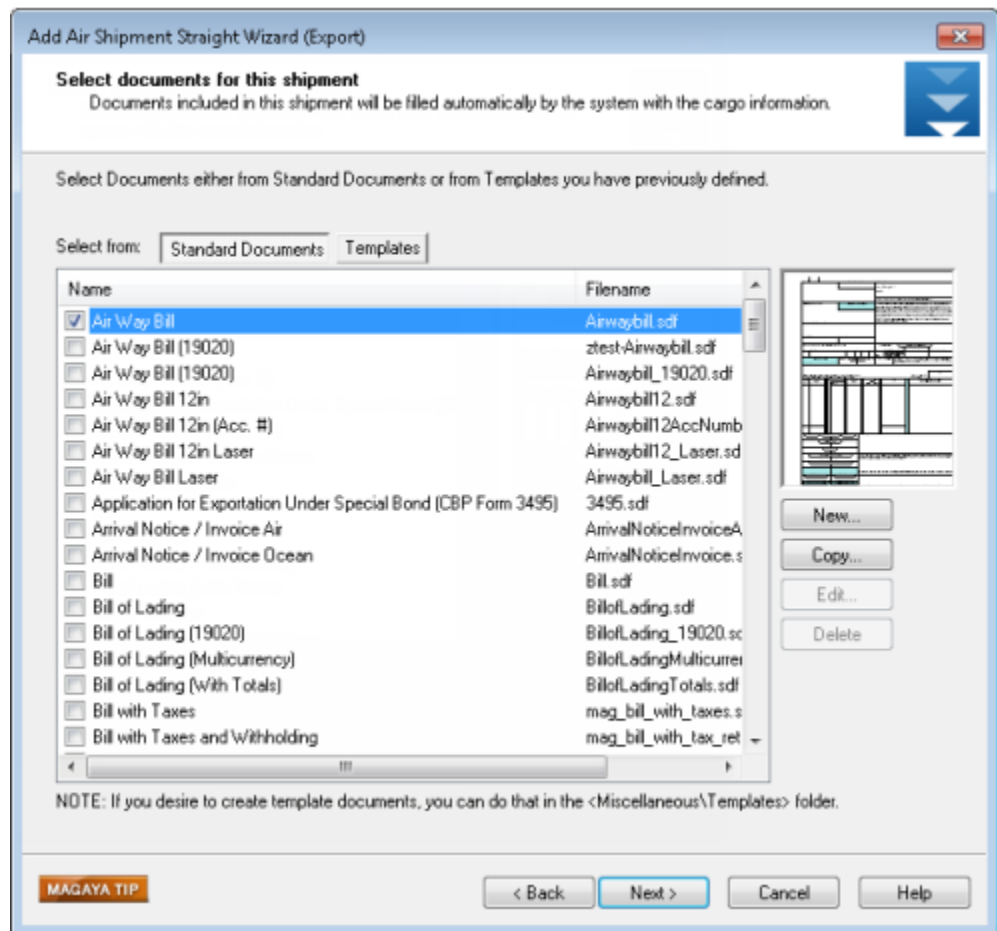 Add Air Shipment Straight Wizard (Export)
Select documents for this shipment
Documents included in this shipment will be filled automatically by the system with the cargo information.
Select Documents either from Standard Documents or from Templates you have previously defined.
Select from: Standard Documents Templates
Name Filename
Air Way Bill Airwaybill.sdf
Air Way Bill (19020) ztest-Airwaybill.sdf
Air Way Bill (19020) Airwaybill_19020.sdf
Air Way Bill 12in Airwaybill12.sdf
Air Way Bill 12in (Acc. #) Airwaybill12AccNumb
Air Way Bill 12in Laser Airwaybill12_Laser.sd
Air Way Bill Laser Airwaybill_Laser.sdf
Application for Exportation Under Special Bond (CBP Form 3495) 3495.sdf
Arrival Notice / Invoice Air ArrivalNoticeInvoiceA
Arrival Notice / Invoice Ocean ArrivalNoticeInvoice.s
Bill Bill.sdf
Bill of Lading BillofLading.sdf
Bill of Lading (19020) BillofLading_19020.sd
Bill of Lading (Multicurrency) BillofLadingMulticurrer
Bill of Lading (With Totals) BillofLadingTotals.sdf
Bill with Taxes mag_bill_with_taxes.s
Bill with Taxes and Withholding mag_bill_with_tax_ret
New...
Copy...
Edit...
Delete
NOTE: If you desire to create template documents, you can do that in the <Miscellaneous\Templates> folder.
MAGAYA TIP
< Back Next > Cancel Help